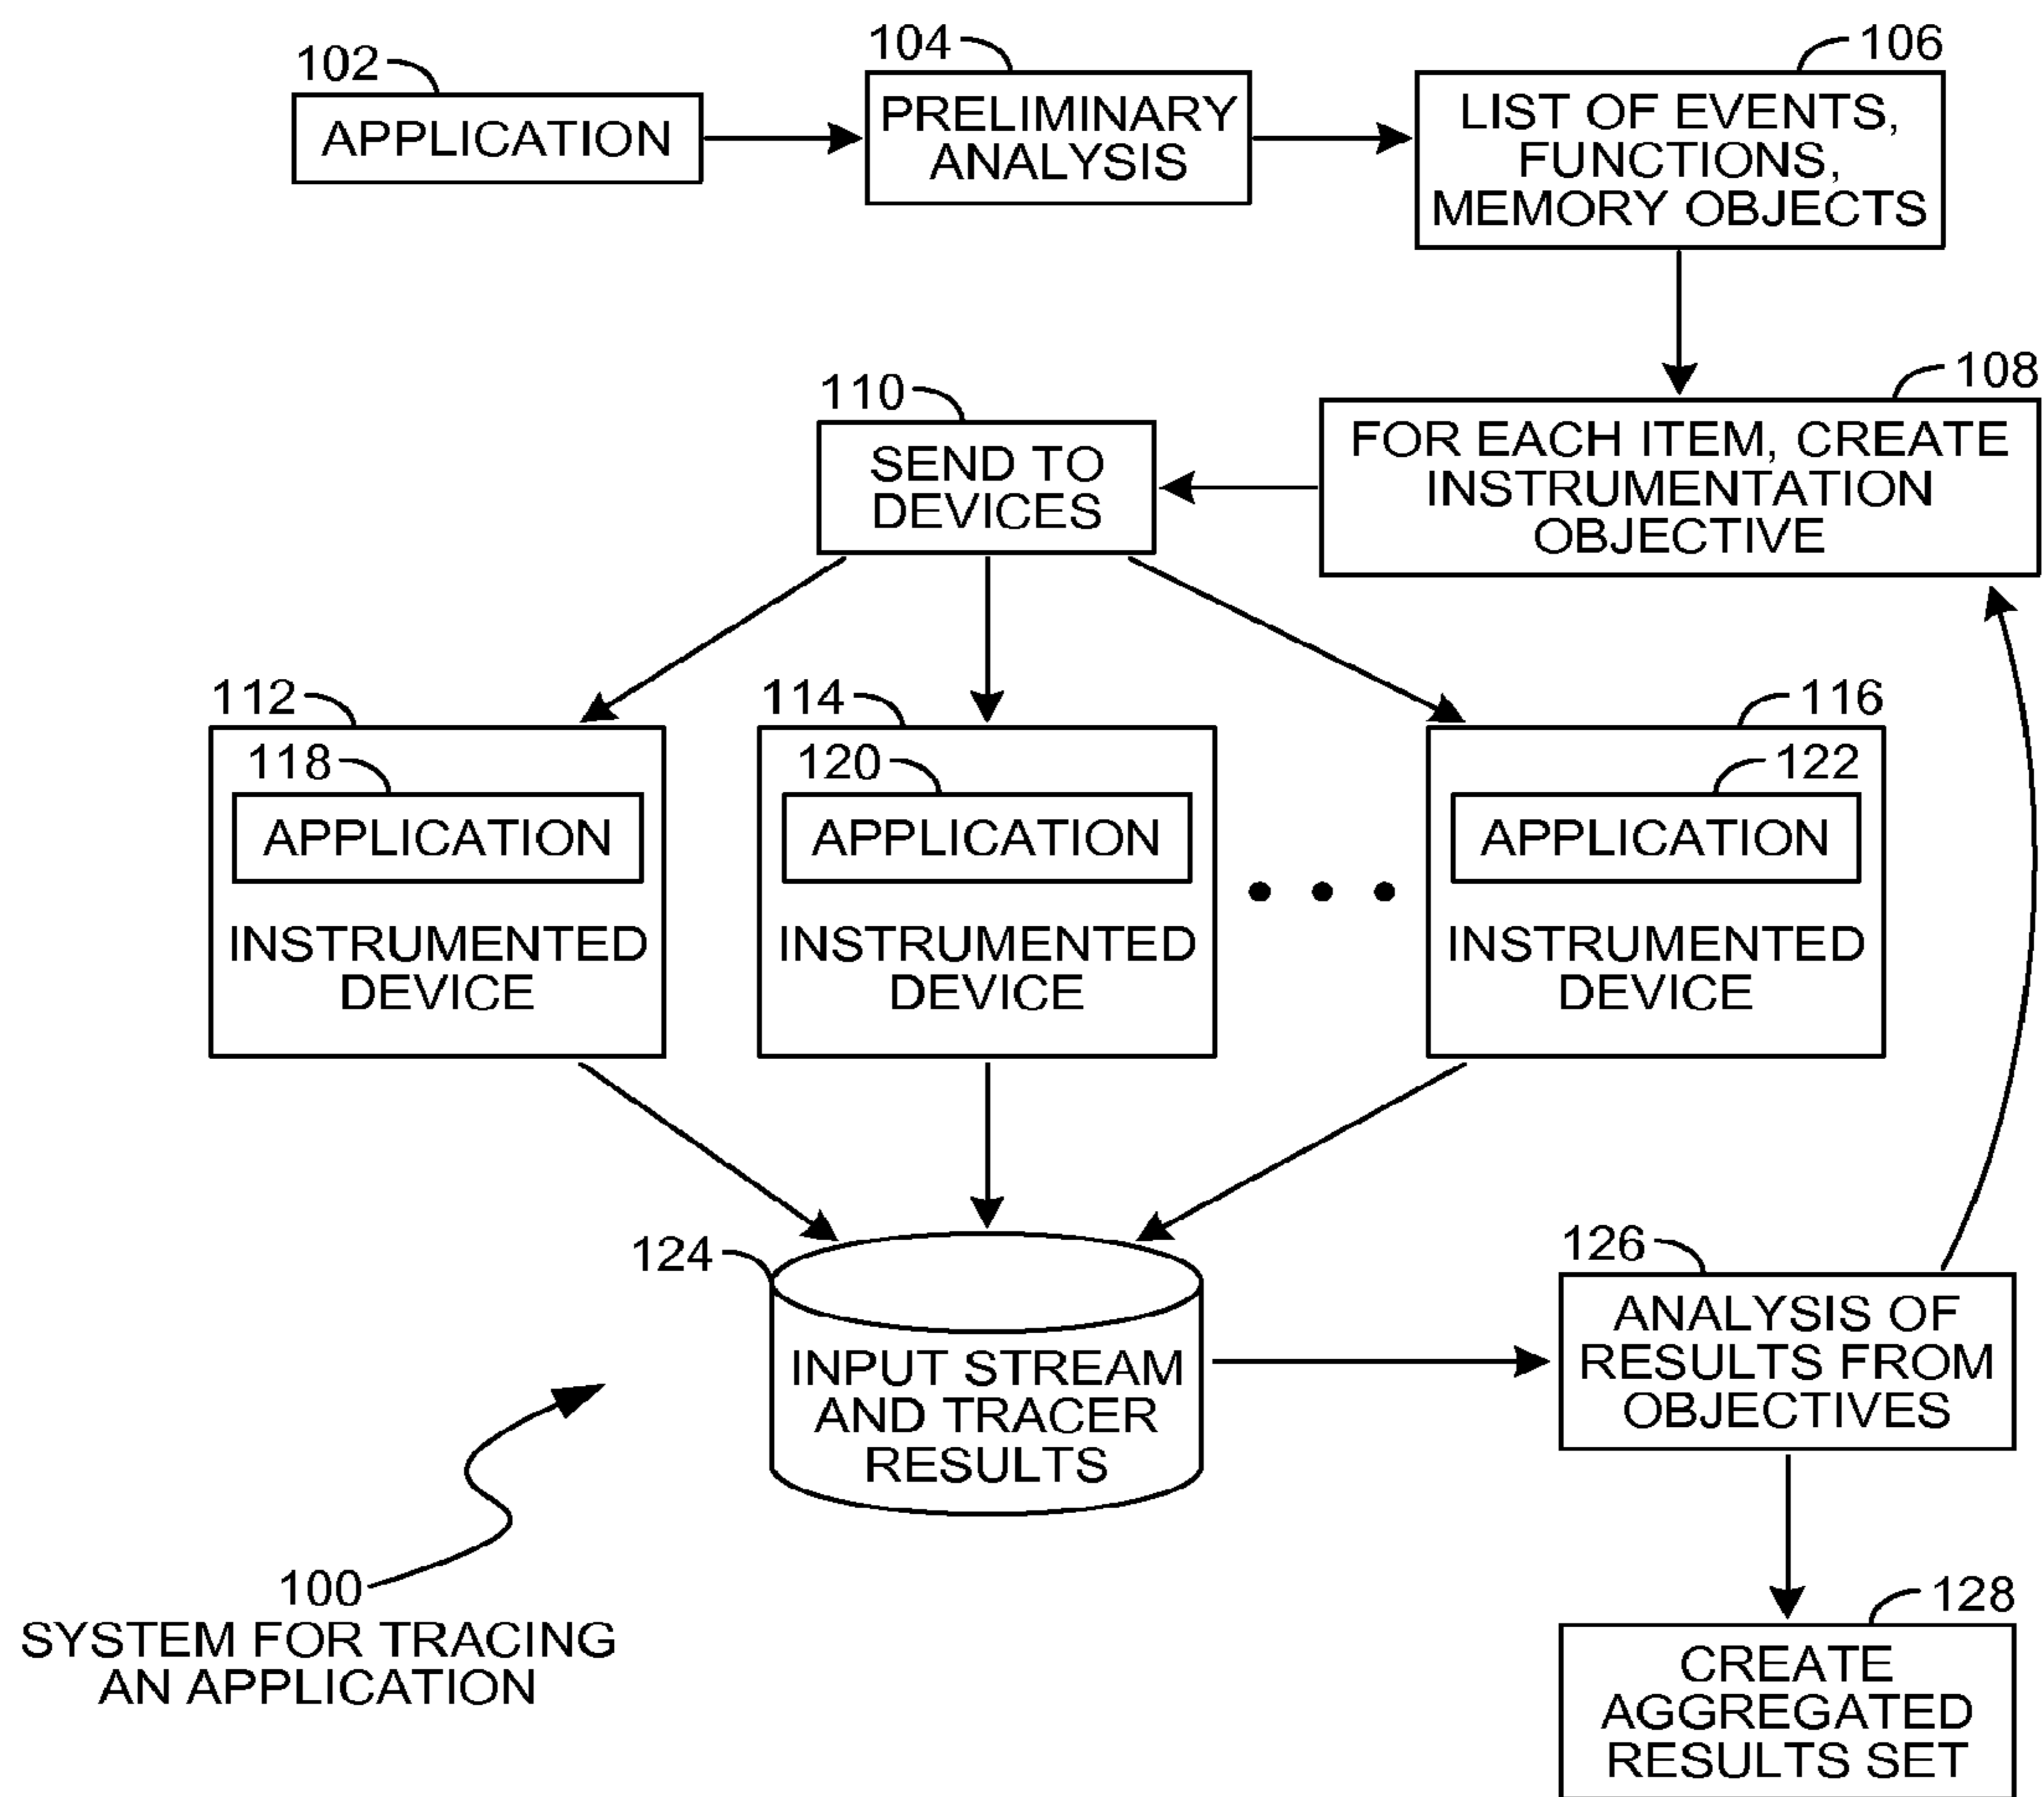 102
APPLICATION
104
PRELIMINARY
ANALYSIS
106
LIST OF EVENTS,
FUNCTIONS,
MEMORY OBJECTS
108
FOR EACH ITEM, CREATE
INSTRUMENTATION
OBJECTIVE
110
SEND TO
DEVICES
112
118
APPLICATION
INSTRUMENTED
DEVICE
114
120
APPLICATION
INSTRUMENTED
DEVICE
116
122
APPLICATION
INSTRUMENTED
DEVICE
124
INPUT STREAM
AND TRACER
RESULTS
126
ANALYSIS OF
RESULTS FROM
OBJECTIVES
128
CREATE
AGGREGATED
RESULTS SET
100
SYSTEM FOR TRACING
AN APPLICATION